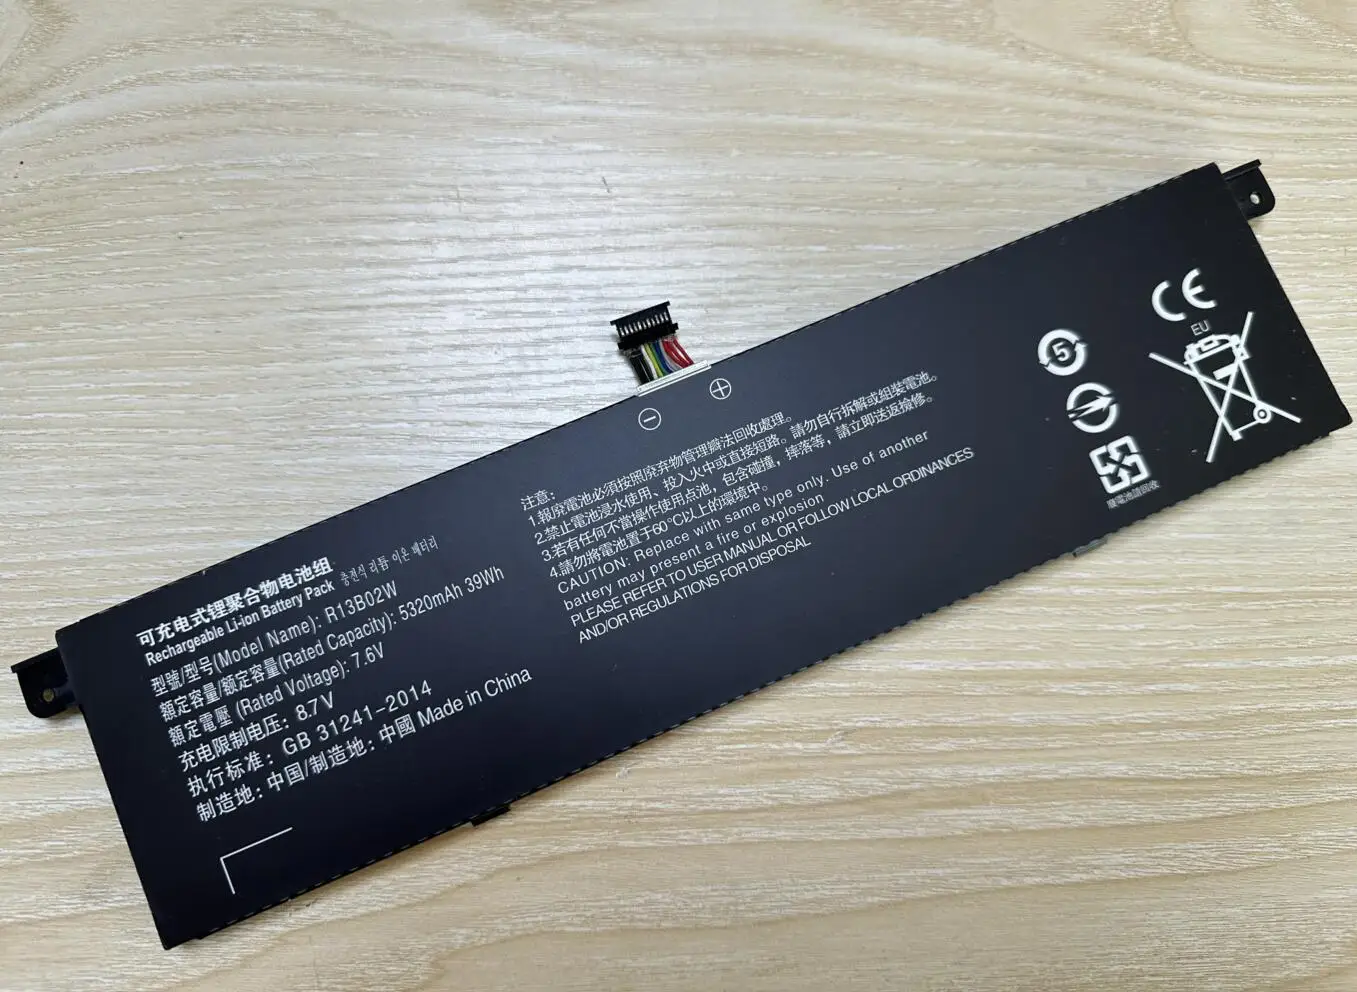 可充电式锂聚合物电池组
Rechargeable Li-ion Battery Pack 충전식 리튬 이온 배터리
型號/型号(Model Name): R13B02W
額定容量/额定容量(Rated Capacity): 5320mAh 39Wh
額定電壓 (Rated Voltage): 7.6V
充电限制电压: 8.7V
执行标准: GB 31241-2014
制造地: 中国/製造地: 中國 Made in China
⊖ ⊕
注意:
1.報廢電池必須按照廢弃物管理瓣法回收處理。
2.禁止電池浸水使用、投入火中或直接短路。請勿自行拆解或組裝電池。
3.若有任何不當操作使用点池，包含碰撞，摔落等，請立即送返檢修。
4.請勿將電池置于60°C以上的環境中。
CAUTION: Replace with same type only. Use of another
battery may present a fire or explosion
PLEASE REFER TO USER MANUAL OR FOLLOW LOCAL ORDINANCES
AND/OR REGULATIONS FOR DISPOSAL
CE
EU
5
廢電池請回收